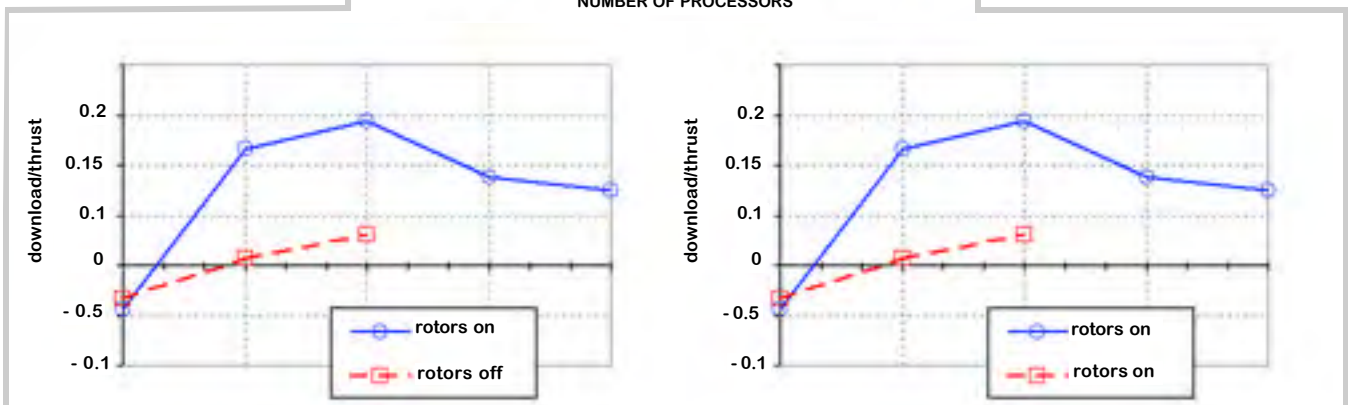 NUMBER OF PROCESSORS
download/thrust
0.2
0.15
0.1
0
- 0.5
- 0.1
rotors on
rotors off
download/thrust
0.2
0.15
0.1
0
- 0.5
- 0.1
rotors on
rotors on